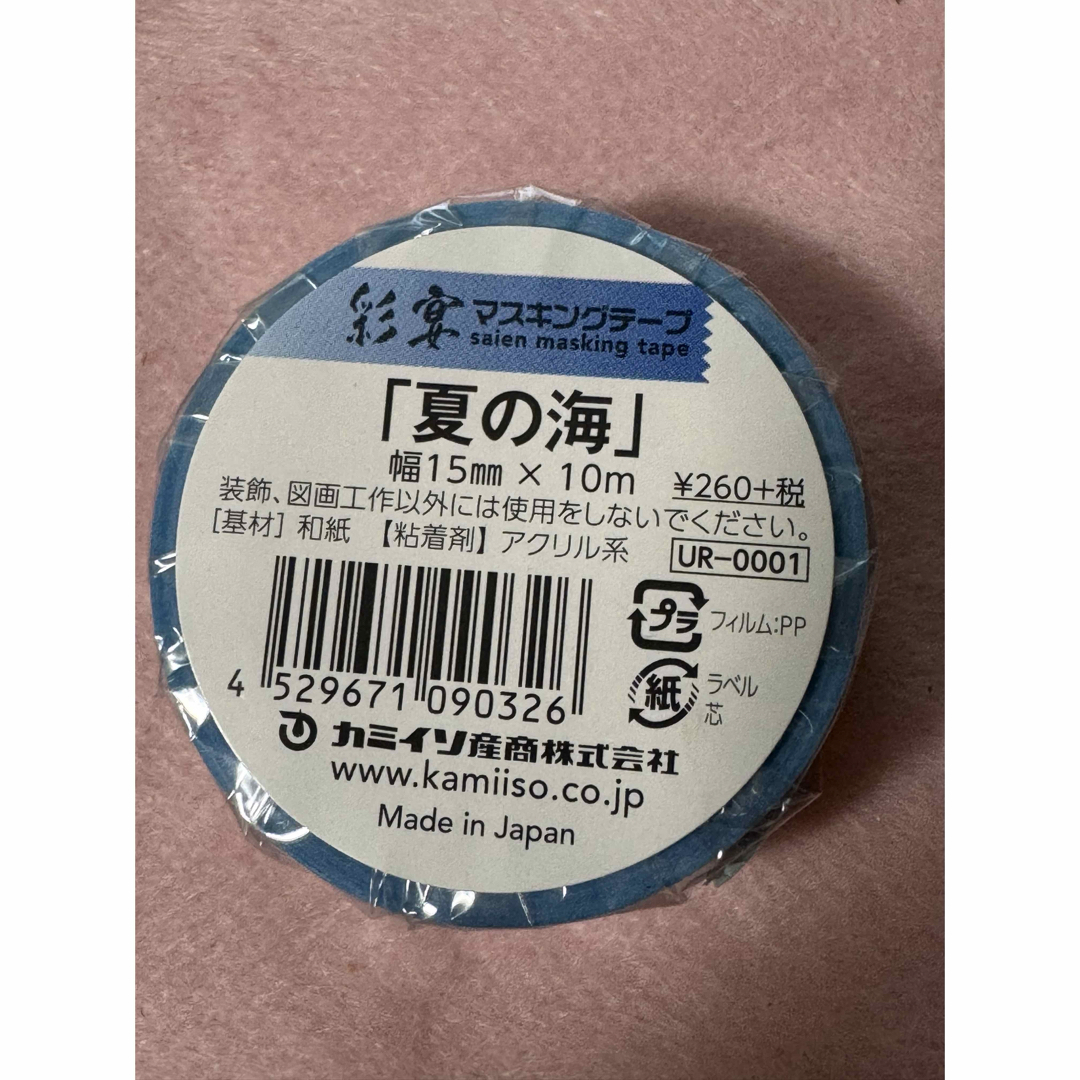 彩宴 マスキングテープ
saien masking tape
「夏の海」
幅15㎜ × 10m ¥260+税
装飾、図画工作以外には使用をしないでください。
[基材] 和紙 【粘着剤】 アクリル系 UR-0001
プラ フィルム:PP
紙 ラベル
芯
4 529671 090326
カミイソ産商株式会社
www.kamiiso.co.jp
Made in Japan